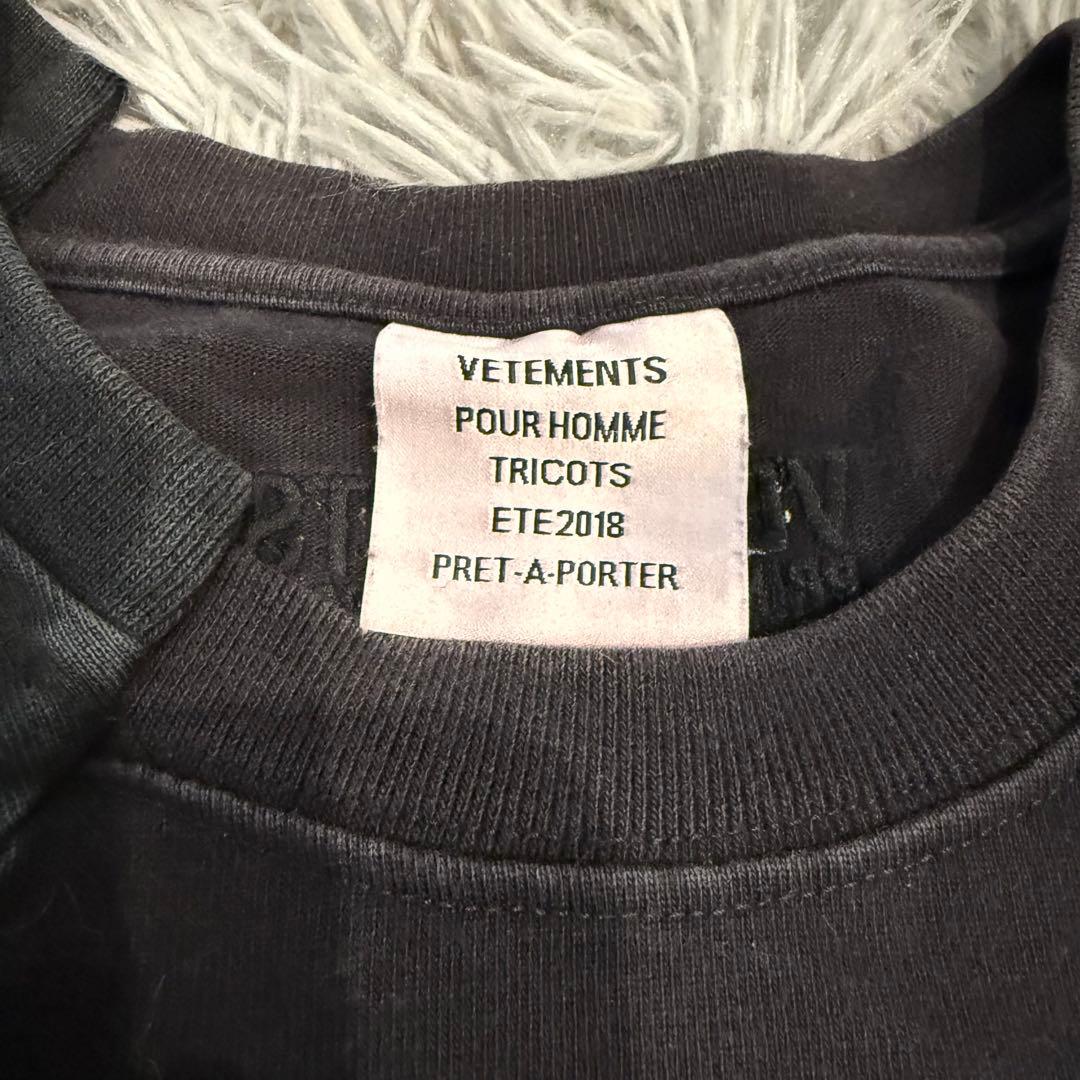 VETEMENTS
POUR HOMME
TRICOTS
ETE2018
PRET-A-PORTER